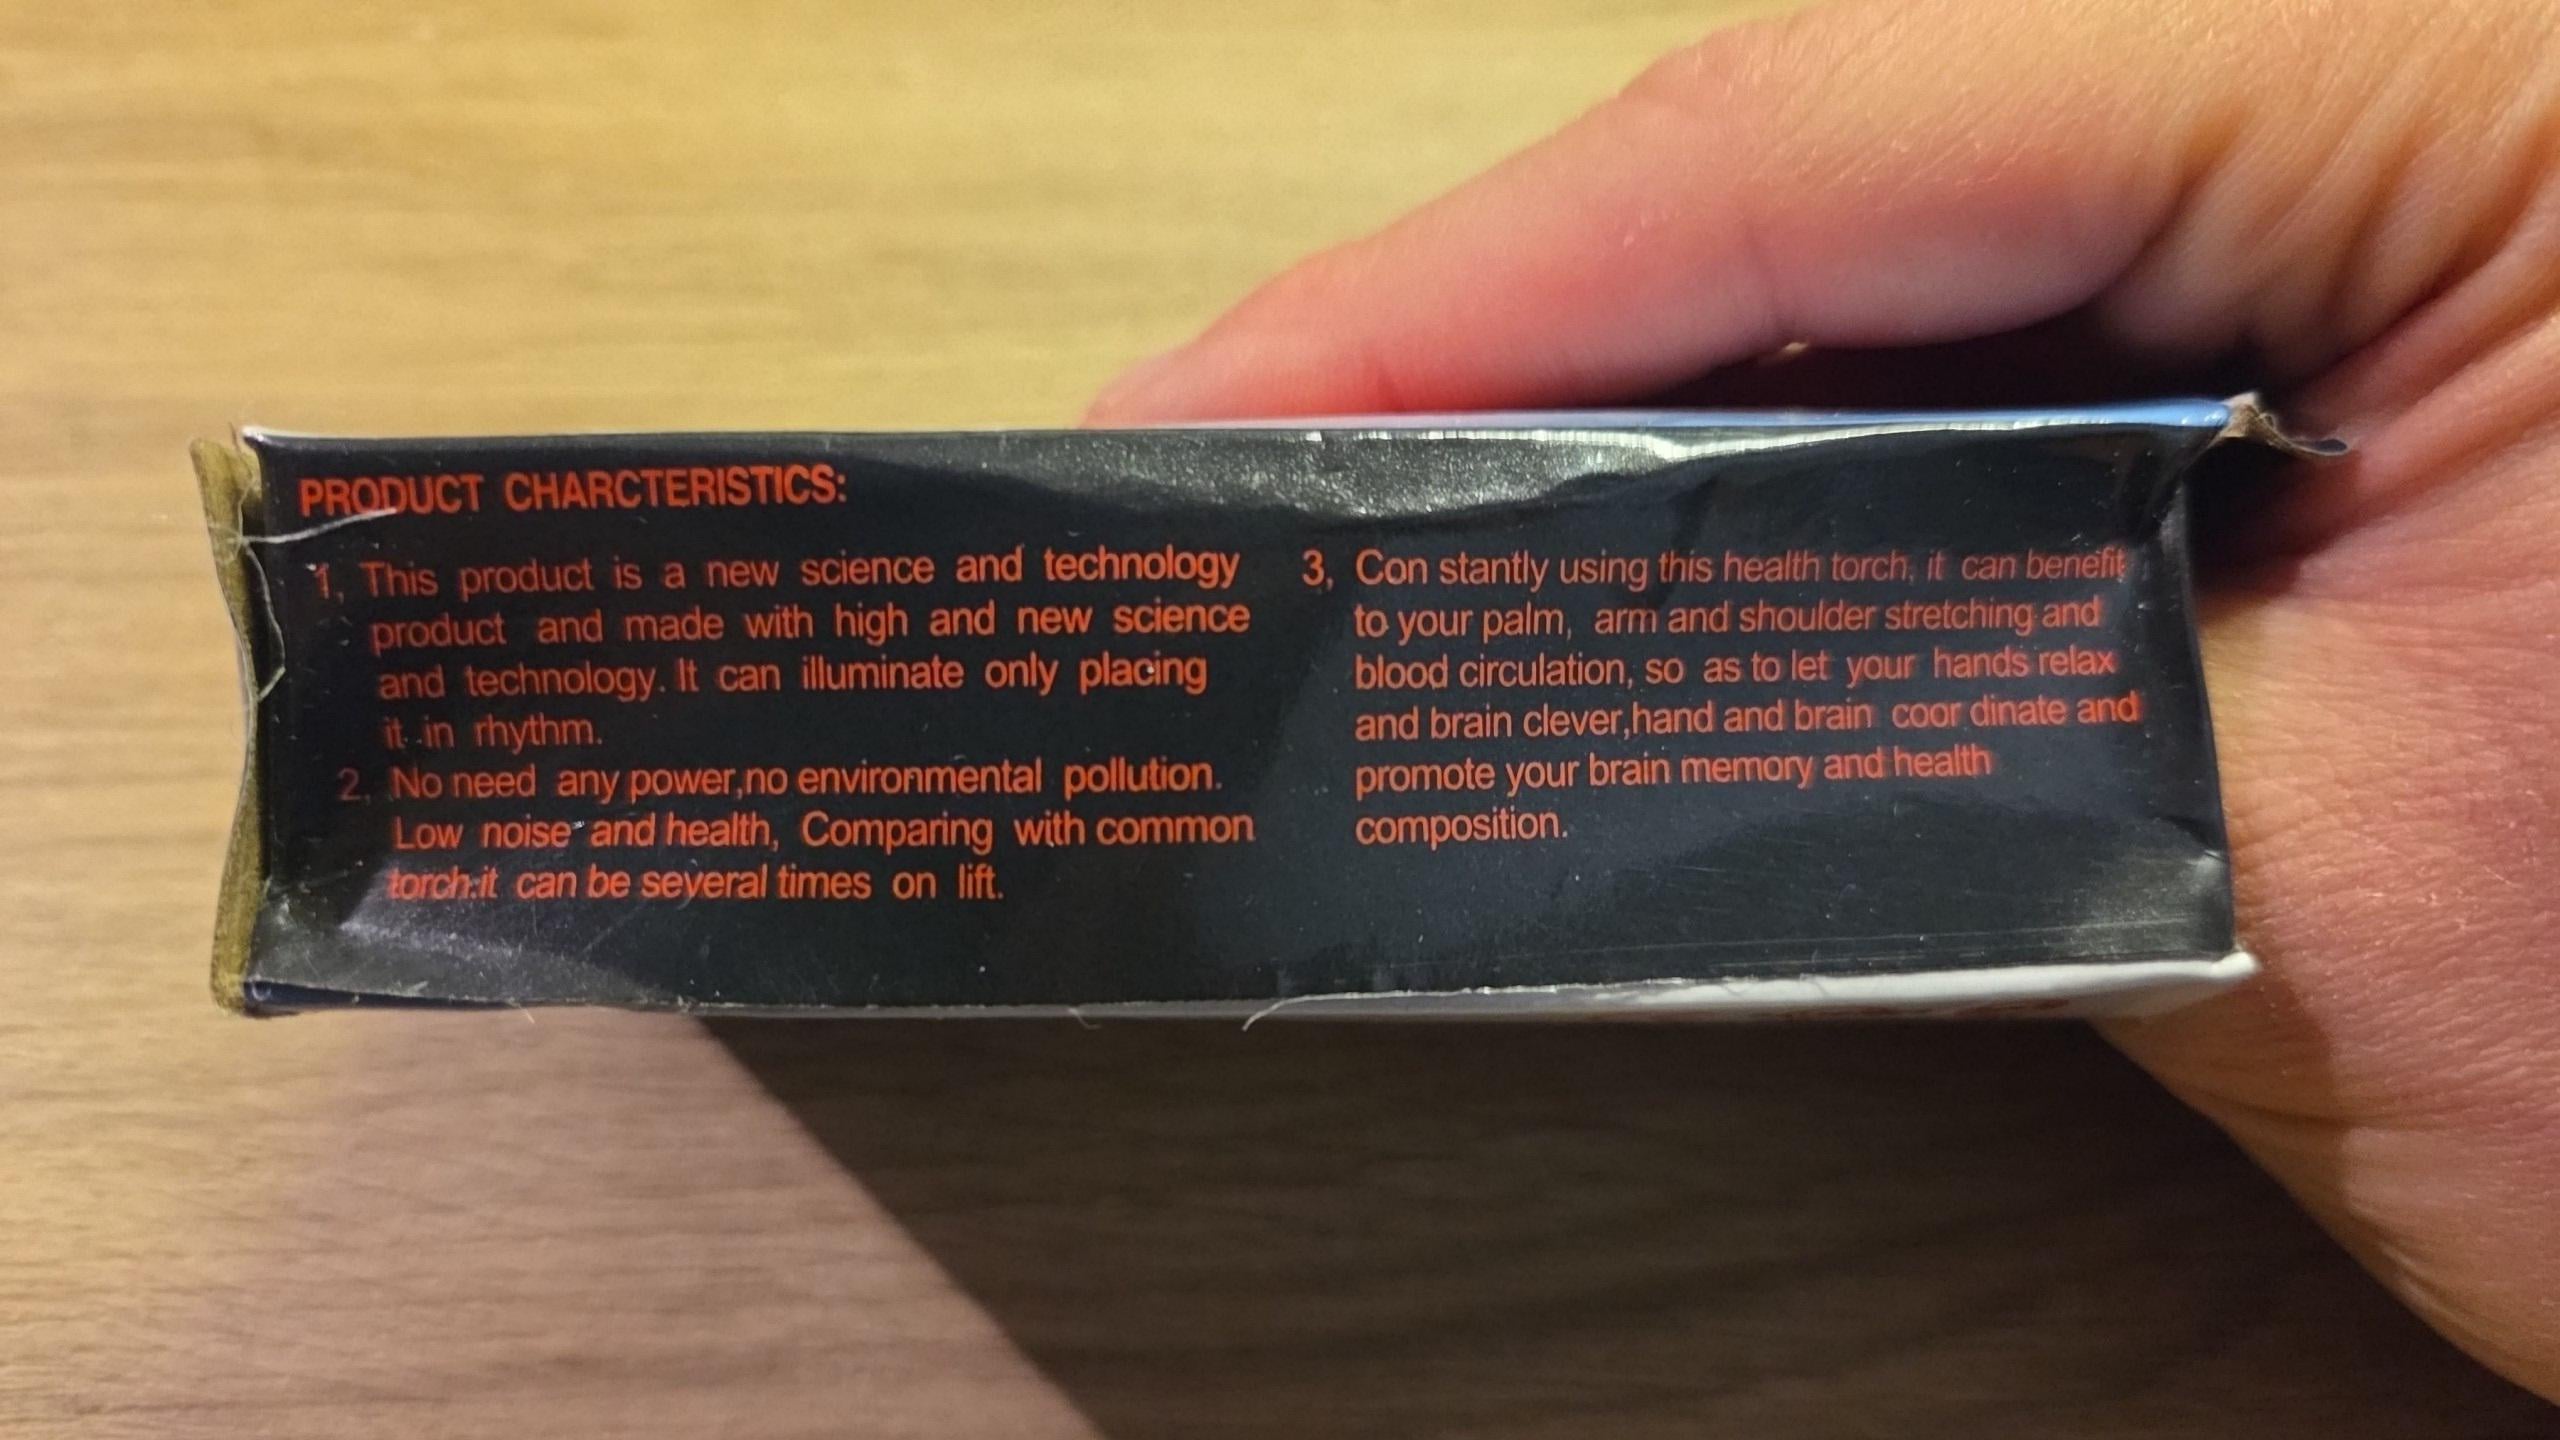 PRODUCT CHARCTERISTICS:
1, This product is a new science and technology
product and made with high and new science
and technology. It can illuminate only placing
it in rhythm.
2, No need any power,no environmental pollution.
Low noise and health, Comparing with common
torch.it can be several times on lift.
3, Con stantly using this health torch, it can benefit
to your palm, arm and shoulder stretching and
blood circulation, so as to let your hands relax
and brain clever,hand and brain coor dinate and
promote your brain memory and health
composition.